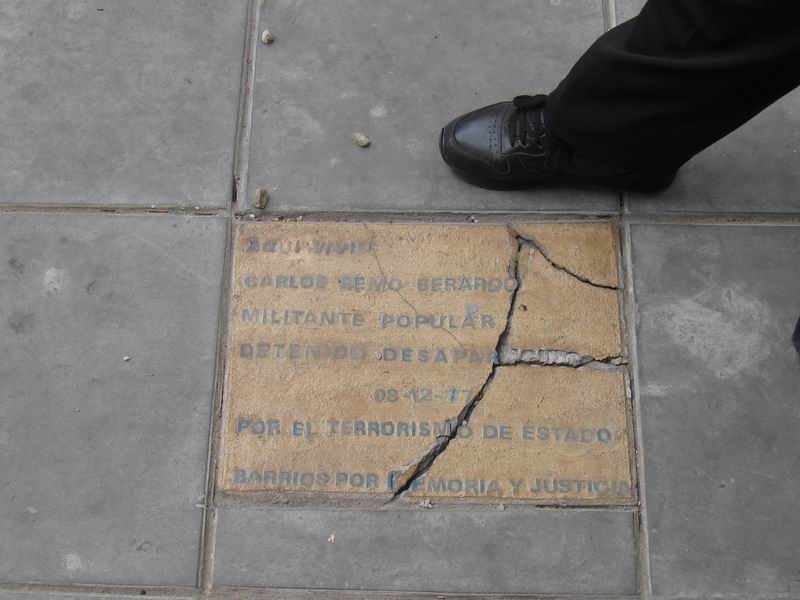 AQUI VIVIO
CARLOS SEMO BERARDO
MILITANTE POPULAR
DETENIDO DESAPARECIDO
08-12-77
POR EL TERRORISMO DE ESTADO
BARRIOS POR MEMORIA Y JUSTICIA